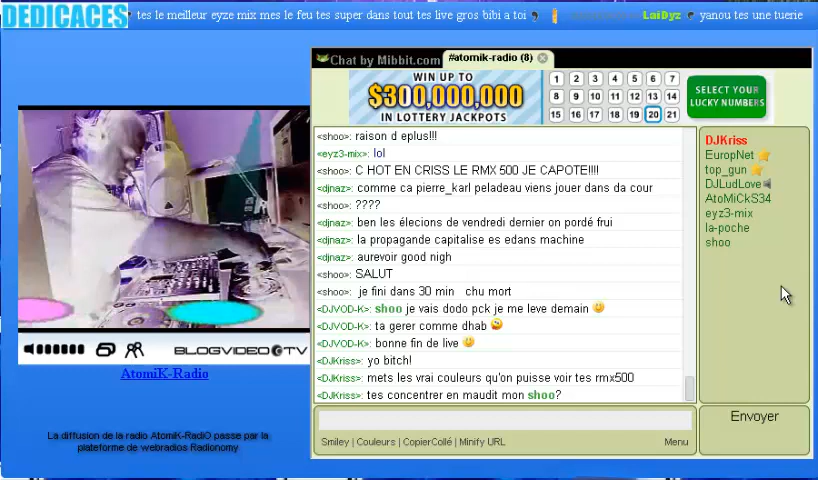 DEDICACES
tes le meilleur eyze mix mes le feu tes super dans tout tes live gros bibi a toi
LaiDyz
yanou tes une tuerie
Chat by Mibbit.com
#atomik-radio (8)
WIN UP TO
$300,000,000
IN LOTTERY JACKPOTS
1 2 3 4 5 6 7
8 9 10 11 12 13 14
15 16 17 18 19 20 21
SELECT YOUR
LUCKY NUMBERS
<shoo>: raison d eplus!!!
<eyz3-mix>: lol
<shoo>: C HOT EN CRISS LE RMX 500 JE CAPOTE!!!!
<djnaz>: comme ca pierre_karl peladeau viens jouer dans da cour
<shoo>: ????
<djnaz>: ben les élecions de vendredi dernier on pordé frui
<djnaz>: la propagande capitalise es edans machine
<djnaz>: aurevoir good nigh
<shoo>: SALUT
<shoo>: je fini dans 30 min chu mort
<DJVOD-K>: shoo je vais dodo pck je me leve demain
<DJVOD-K>: ta gerer comme dhab
<DJVOD-K>: bonne fin de live
<DJKriss>: yo bitch!
<DJKriss>: mets les vrai couleurs qu'on puisse voir tes rmx500
<DJKriss>: tes concentrer en maudit mon shoo?
DJKriss
EuropNet
top_gun
DJLudLove
AtoMiCkS34
eyz3-mix
la-poche
shoo
Envoyer
Smiley | Couleurs | CopierCollé | Minify URL
Menu
BLOGVIDEO TV
AtomiK-Radio
La diffusion de la radio AtomiK-RadiO passe par la
plateforme de webradios Radionomy